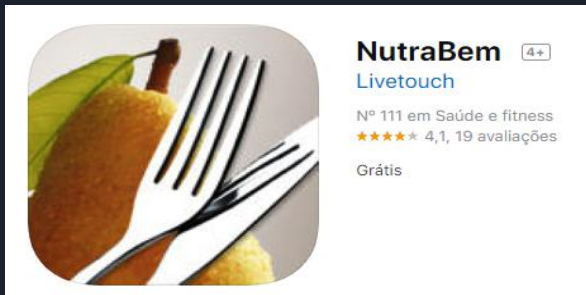 NutraBem 4+
Livetouch
Nº 111 em Saúde e fitness
★★★★★ 4,1, 19 avaliações
Grátis